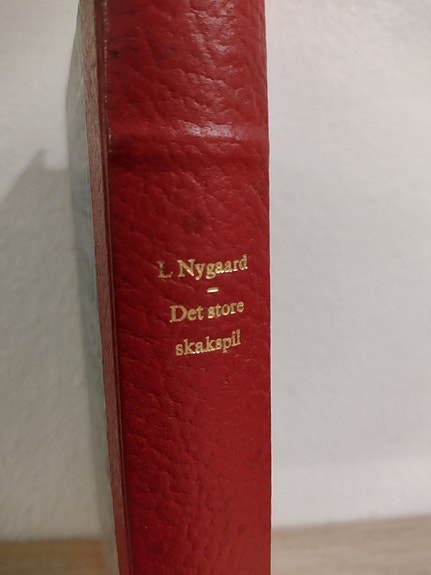 L Nygaard
–
Det store
skakspil